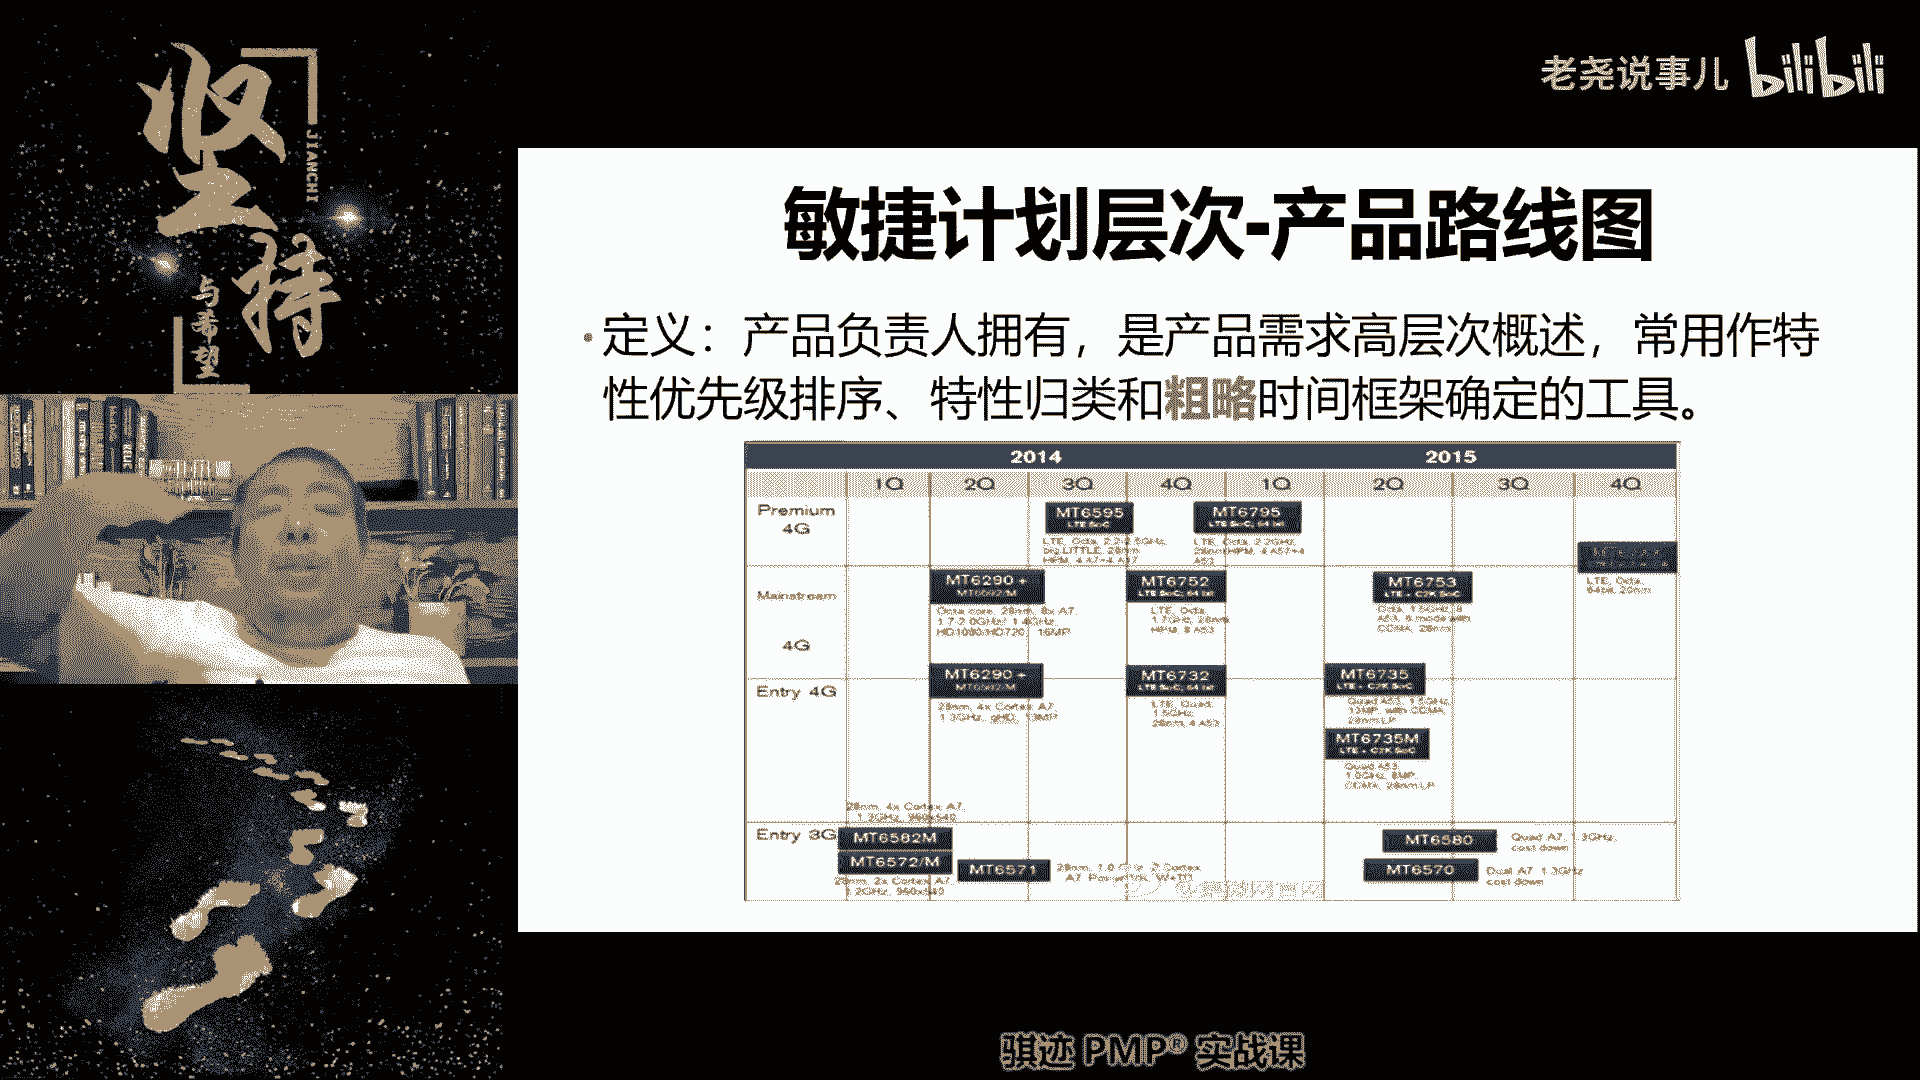 坚持
JIANCHI
与希望
老尧说事儿 bilibili
敏捷计划层次-产品路线图
•定义：产品负责人拥有，是产品需求高层次概述，常用作特
性优先级排序、特性归类和粗略时间框架确定的工具。
2014 2015
1Q 2Q 3Q 4Q 1Q 2Q 3Q 4Q
Premium
4G
MT6595
LTE SoC
LTE, Octa, 2.2-2.5GHz,
big.LITTLE, 28nm
HPM, 4 A7+4 A17
MT6795
LTE SoC, 64 bit
LTE, Octa, 2.2GHz,
28nmHPM, 4 A57+4
A53
LTE, Octa,
64bit, 20nm
Mainstream
4G
MT6290 +
MT6592/M
Octa core, 28nm, 8x A7,
1.7-2.0GHz/ 1.4GHz,
HD1080/HD720, 16MP
MT6752
LTE SoC, 64 bit
LTE, Octa,
1.7GHz, 28nm
HPM, 8 A53
MT6753
LTE + C2K SoC
Octa, 1.5GHz, 8
A53, 6 mode with
CDMA, 28nm
Entry 4G
MT6290 +
MT6582/M
28nm, 4x Cortex A7,
1.3GHz, qHD, 13MP
MT6732
LTE SoC, 64 bit
LTE, Quad,
1.5GHz,
28nm, 4 A53
MT6735
LTE + C2K SoC
Quad A53, 1.5GHz,
13MP, with CDMA,
28nm LP
MT6735M
LTE + C2K SoC
Quad A53,
1.0GHz, 8MP,
CDMA, 28nm LP
28nm, 4x Cortex A7,
1.3GHz, 960x540
Entry 3G
MT6582M
MT6572/M
28nm, 2x Cortex A7,
1.2GHz, 960x540
MT6571
28nm, 1.0 GHz, 2 Cortex
MT6580
Quad A7, 1.3GHz,
cost down
MT6570
Dual A7, 1.3GHz
cost down
骐迹 PMP® 实战课